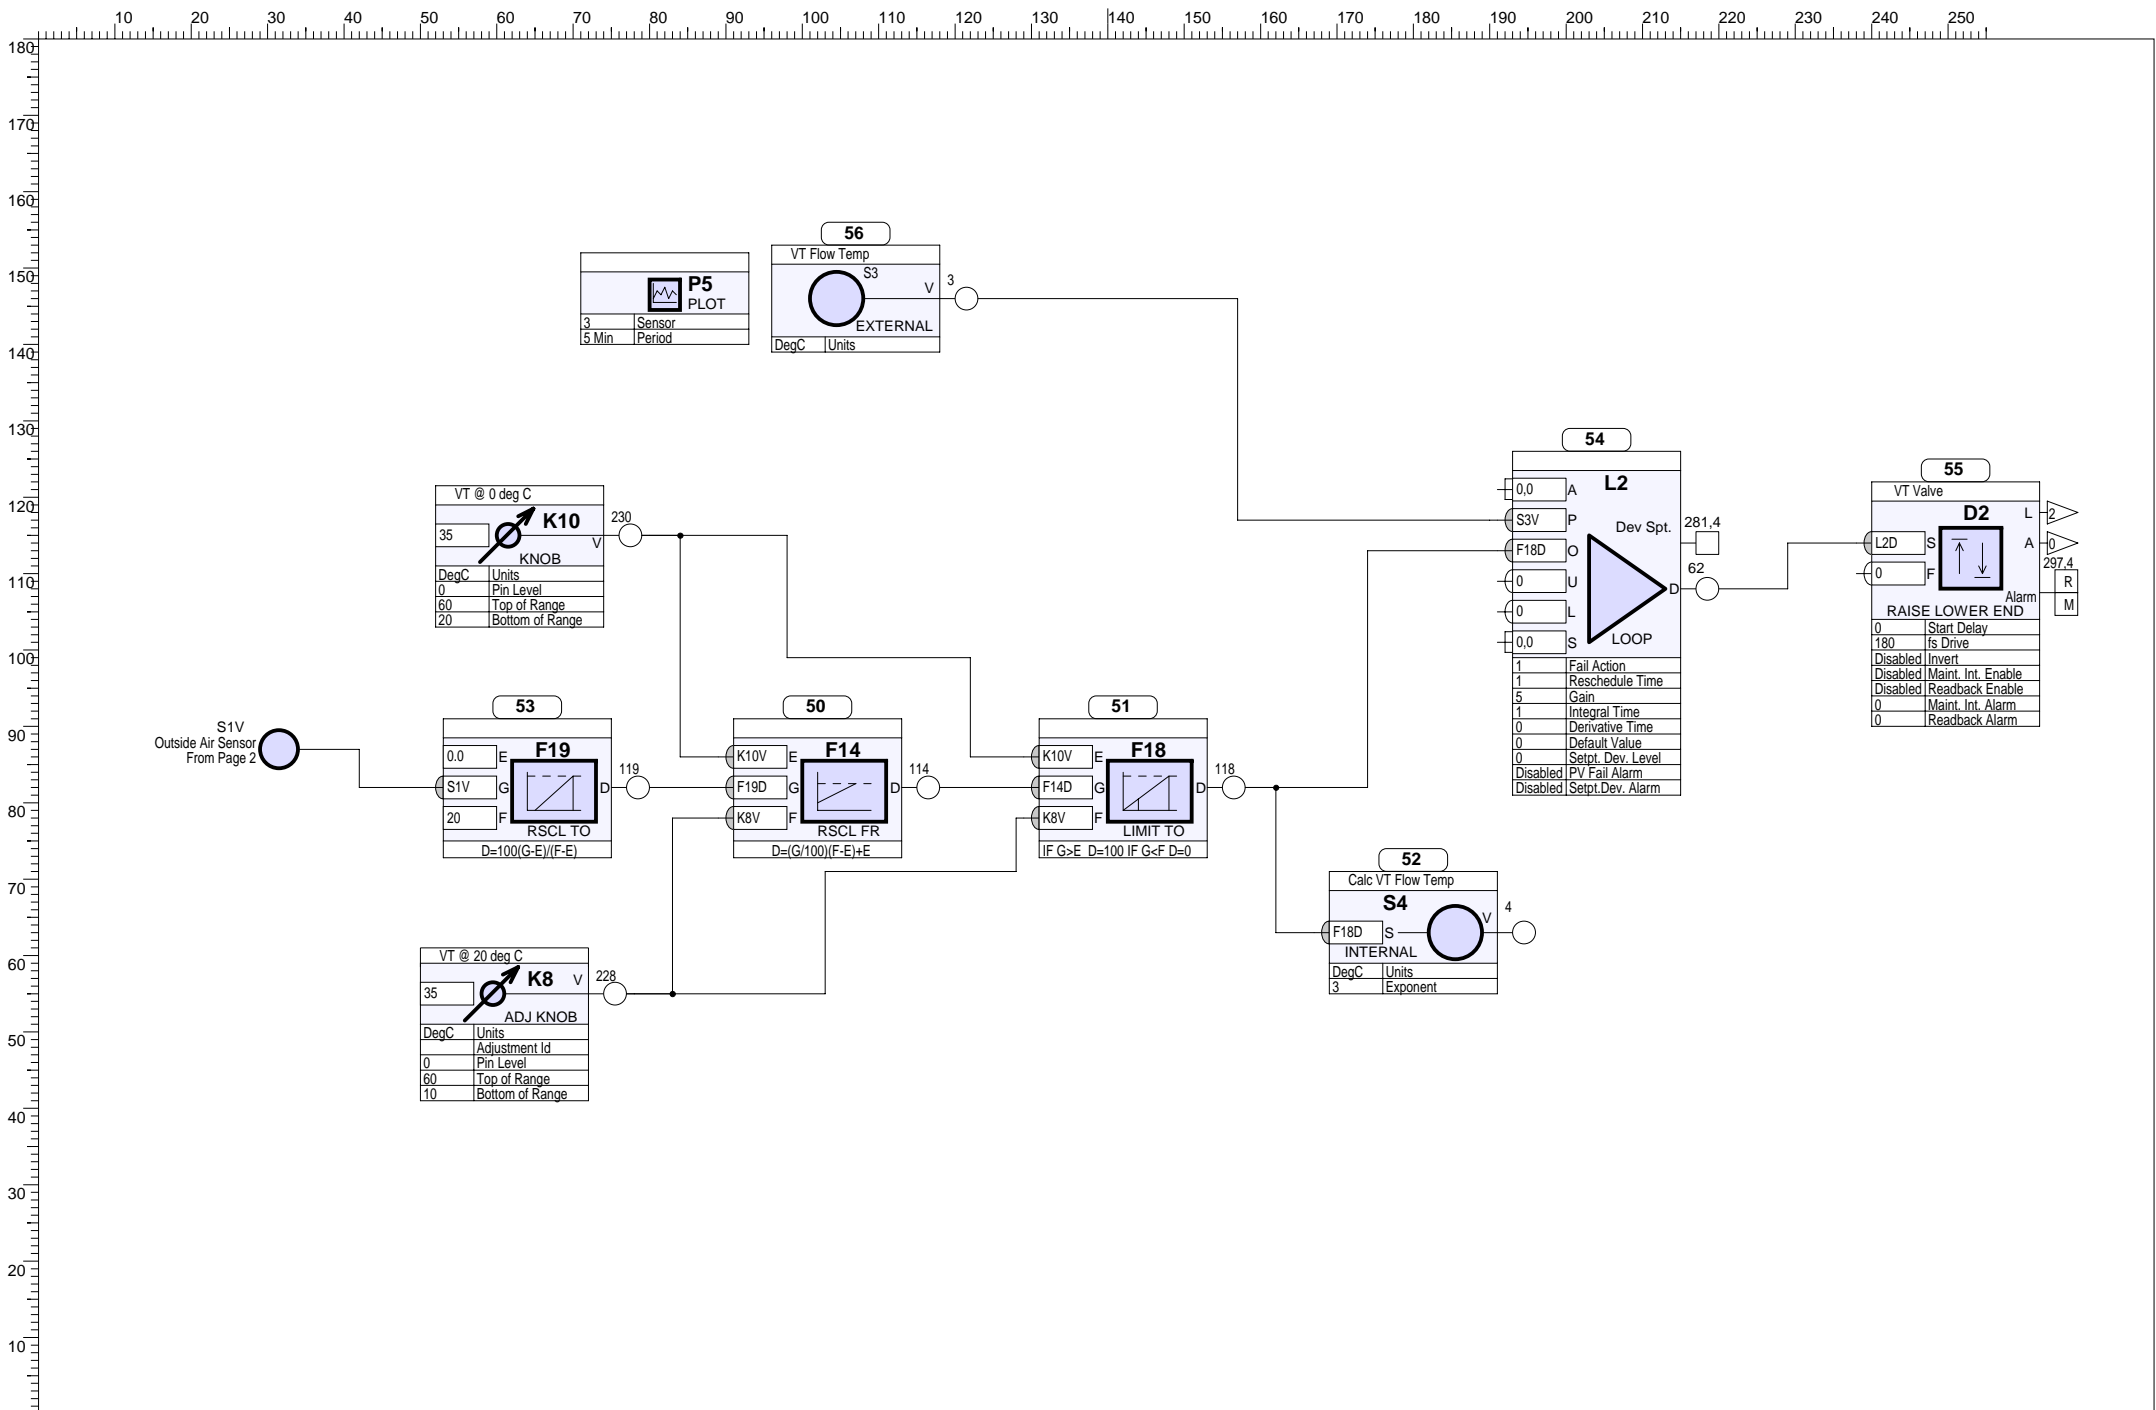 10 20 30 40 50 60 70 80 90 100 110 120 130 140 150 160 170 180 190 200 210 220 230 240 250
180
170
160
150
140
130
120
110
100
90
80
70
60
50
40
30
20
10
P5
PLOT
3 Sensor
5 Min Period
56
VT Flow Temp
S3
V 3
EXTERNAL
DegC Units
VT @ 0 deg C
35 K10 V 230
KNOB
DegC Units
0 Pin Level
60 Top of Range
20 Bottom of Range
S1V
Outside Air Sensor
From Page 2
53
0.0 E F19
S1V G D 119
20 F
RSCL TO
D=100(G-E)/(F-E)
50
K10V E F14
F19D G D 114
K8V F
RSCL FR
D=(G/100)(F-E)+E
51
K10V E F18
F14D G D 118
K8V F
LIMIT TO
IF G>E D=100 IF G<F D=0
VT @ 20 deg C
35 K8 V 228
ADJ KNOB
DegC Units
Adjustment Id
0 Pin Level
60 Top of Range
10 Bottom of Range
52
Calc VT Flow Temp
S4
F18D S V 4
INTERNAL
DegC Units
3 Exponent
54
L2
0,0 A
S3V P
Dev Spt. 281,4
F18D O
0 U
D 62
0 L
0,0 S
LOOP
1 Fail Action
1 Reschedule Time
5 Gain
1 Integral Time
0 Derivative Time
0 Default Value
0 Setpt. Dev. Level
Disabled PV Fail Alarm
Disabled Setpt.Dev. Alarm
55
VT Valve
D2 L 2
L2D S A 0
0 F 297,4
R
Alarm
M
RAISE LOWER END
0 Start Delay
180 fs Drive
Disabled Invert
Disabled Maint. Int. Enable
Disabled Readback Enable
0 Maint. Int. Alarm
0 Readback Alarm